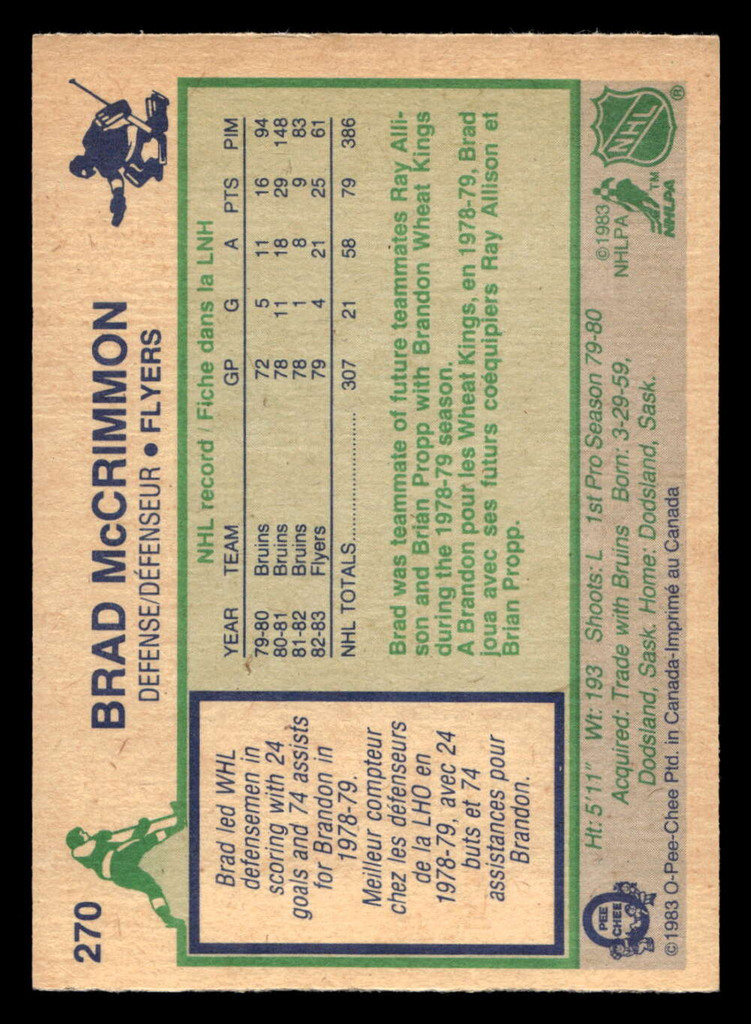 270
BRAD McCRIMMON
DEFENSE/DÉFENSEUR • FLYERS
Brad led WHL
defensemen in
scoring with 24
goals and 74 assists
for Brandon in
1978-79.
Meilleur compteur
chez les défenseurs
de la LHO en
1978-79, avec 24
buts et 74
assistances pour
Brandon.
NHL record / Fiche dans la LNH
YEAR TEAM GP G A PTS PIM
79-80 Bruins 72 5 11 16 94
80-81 Bruins 78 11 18 29 148
81-82 Bruins 78 1 8 9 83
82-83 Flyers 79 4 21 25 61
NHL TOTALS.............................. 307 21 58 79 386
Brad was teammate of future teammates Ray Alli-
son and Brian Propp with Brandon Wheat Kings
during the 1978-79 season.
A Brandon pour les Wheat Kings, en 1978-79, Brad
joua avec ses futurs coéquipiers Ray Allison et
Brian Propp.
Ht: 5'11" Wt: 193 Shoots: L 1st Pro Season 79-80
Acquired: Trade with Bruins Born: 3-29-59,
Dodsland, Sask. Home: Dodsland, Sask.
© 1983 O-Pee-Chee Ptd. in Canada-Imprimé au Canada
O
PEE
CHEE
© 1983
NHLPA
NHLPA ™
NHL ®